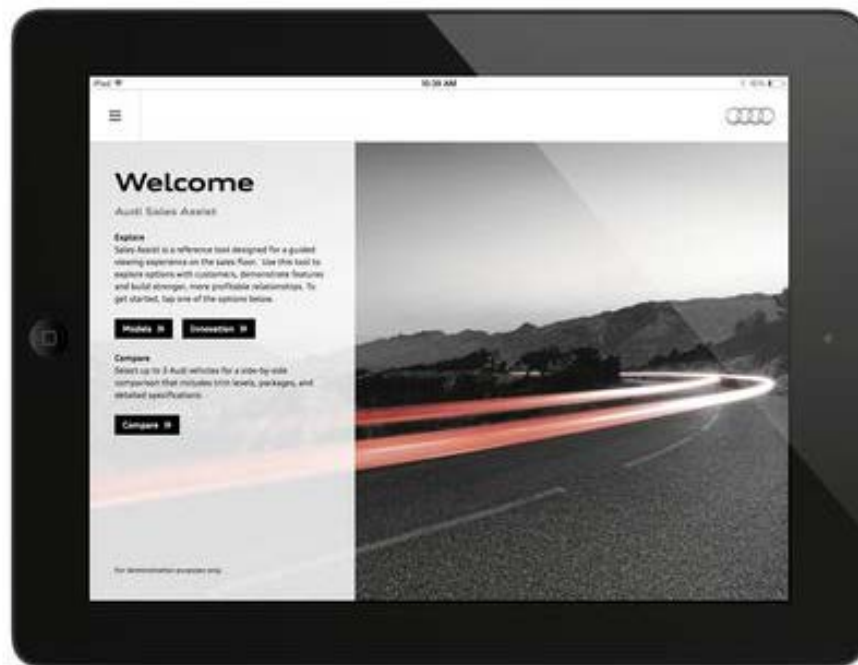 iPad
10:39 AM
Welcome
Audi Sales Assist
Explore
Sales Assist is a reference tool designed for a guided
viewing experience on the sales floor. Use this tool to
explore options with customers, demonstrate features
and build stronger, more profitable relationships. To
get started, tap one of the options below.
Models »
Innovation »
Compare
Select up to 3 Audi vehicles for a side-by-side
comparison that includes trim levels, packages, and
detailed specifications.
Compare »
For demonstration purposes only.